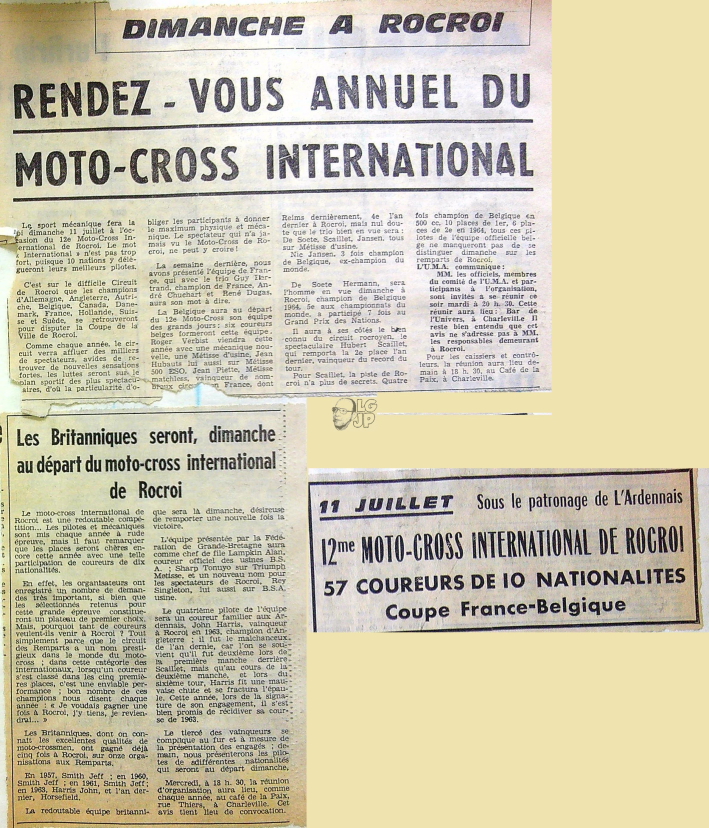 DIMANCHE A ROCROI
RENDEZ - VOUS ANNUEL DU
MOTO-CROSS INTERNATIONAL
Le sport mécanique fera la
loi dimanche 11 juillet à l'oc-
casion du 12e Moto-Cross In-
ternational de Rocroi. Le mot
« International » n'est pas trop
fort, puisque 10 nations y délé-
gueront leurs meilleurs pilotes.
C'est sur le difficile Circuit
de Rocroi que les champions
d'Allemagne, Angleterre, Autri-
che, Belgique, Canada, Dane-
mark, France, Hollande, Suis-
se et Suède, se retrouveront
pour disputer la Coupe de la
Ville de Rocroi.
Comme chaque année, le cir-
cuit verra affluer des milliers
de spectateurs, avides de re-
trouver de nouvelles sensations
fortes, les luttes seront sur le
plan sportif des plus spectacu-
laires, d'où la particularité d'o-
bliger les participants à donner
le maximum physique et méca-
nique. Le spectateur qui n'a ja-
mais vu le Moto-Cross de Ro-
croi, ne peut y croire !
La semaine dernière, nous
avons présenté l'équipe de Fran-
ce, qui avec le trio Guy Ber-
trand, champion de France, An-
dré Chuchart et René Dugas,
aura son mot à dire.
La Belgique aura au départ
du 12e Moto-Cross son équipe
des grands jours : six coureurs
belges formeront cette équipe.
Roger Verbist viendra cette
année avec une mécanique nou-
velle, une Métisse d'usine, Jean
Hubauts lui aussi sur Métisse
500 ESO, Jean Piette, Métisse
matchless, vainqueur de nom-
breux circuits en France, dont
Reims dernièrement, 4e l'an
dernier à Rocroi, mais nul dou-
te que le trio bien en vue sera :
De Soete, Scaillet, Jansen, tous
sur Métisse d'usine.
Nic Jansen, 3 fois champion
de Belgique, ex-champion du
monde.
De Soete Hermann, sera
l'homme en vue dimanche à
Rocroi, champion de Belgique
1964, 5e aux championnats du
monde, a participé 7 fois au
Grand Prix des Nations.
Il aura à ses côtés le bien
connu du circuit rocroyen, le
spectaculaire Hubert Scaillet,
qui remporta la 2e place l'an
dernier, vainqueur du record du
tour.
Pour Scaillet, la piste de Ro-
croi n'a plus de secrets. Quatre
fois champion de Belgique en
500 cc, 10 places de 1er, 6 places
de 2e en 1964, tous ces pi-
lotes de l'équipe officielle bel-
ge ne manqueront pas de se
distinguer dimanche sur les
remparts de Rocroi.
L'U.M.A. communique :
MM. les officiels, membres
du comité de l'U.M.A. et par-
ticipants à l'organisation,
sont invités à se réunir ce
soir mardi à 20 h. 30. Cette
réunion aura lieu : Bar de
l'Univers, à Charleville. Il
reste bien entendu que cet
avis ne s'adresse pas à MM.
les responsables demeurant
à Rocroi.
Pour les caissiers et contrô-
leurs, la réunion aura lieu de-
main à 18 h. 30, au Café de la
Paix, à Charleville.
LG
JP
Les Britanniques seront, dimanche
au départ du moto-cross international
de Rocroi
Le moto-cross international de
Rocroi est une redoutable compé-
tition... Les pilotes et mécaniques
sont mis chaque année à rude
épreuve, mais il faut remarquer
que les places seront chères en-
core cette année avec une telle
participation de coureurs de dix
nationalités.
En effet, les organisateurs ont
enregistré un nombre de deman-
des très important, si bien que
les sélectionnés retenus pour
cette grande épreuve constitue-
ront un plateau de premier choix.
Mais, pourquoi tant de coureurs
veulent-ils venir à Rocroi ? Tout
simplement parce que le circuit
des Remparts a un nom presti-
gieux dans le monde du moto-
cross ; dans cette catégorie des
internationaux, lorsqu'un coureur
s'est classé dans les cinq premiè-
res places, c'est une enviable per-
formance ; bon nombre de ces
champions nous disent chaque
année : « Je voudais gagner une
fois à Rocroi, j'y tiens, je revien-
drai... »
Les Britanniques, dont on con-
naît les excellentes qualités de
moto-crossmen, ont gagné déjà
cinq fois à Rocroi, sur onze orga-
nisations aux Remparts.
En 1957, Smith Jeff ; en 1960,
Smith Jeff ; en 1961, Smith Jeff ;
en 1963, Harris John, et l'an der-
nier, Horsefield.
La redoutable équipe britanni-
que sera là dimanche, désireuse
de remporter une nouvelle fois la
victoire.
L'équipe présentée par la Fédé-
ration de Grande-Bretagne aura
comme chef de file Lampkin Alan,
coureur officiel des usines B.S.
A. ; Sharp Tonuyo sur Triumph
Métisse, et un nouveau nom pour
les spectateurs de Rocroi, Rey
Singleton, lui aussi sur B.S.A.
usine.
Le quatrième pilote de l'équipe
sera un coureur familier aux Ar-
dennais, John Harris, vainqueur
à Rocroi en 1963, champion d'An-
gleterre ; il fut le malchanceux
de l'an dernie, car l'on se sou-
vient qu'il fut deuxième lors de
la première manche derrière
Scaillet, mais qu'au cours de la
deuxième manche, et lors du
sixième tour, Harris fit une mau-
vaise chute et se fractura l'épau-
le. Cette année, lors de la signa-
ture de son engagement, il s'est
bien promis de récidiver sa cour-
se de 1963.
Le tiercé des vainqueurs se
complique au fur et à mesure de
la présentation des engagés ; de-
main, nous présenterons les pilo-
tes de sdifférentes nationalités
qui seront au départ dimanche.
Mercredi, à 18 h. 30, la réunion
d'organisation aura lieu, comme
chaque année, au café de la Paix,
rue Thiers, à Charleville. Cet
avis tient lieu de convocation.
11 JUILLET Sous le patronage de L'Ardennais
12me MOTO-CROSS INTERNATIONAL DE ROCROI
57 COUREURS DE 10 NATIONALITES
Coupe France-Belgique